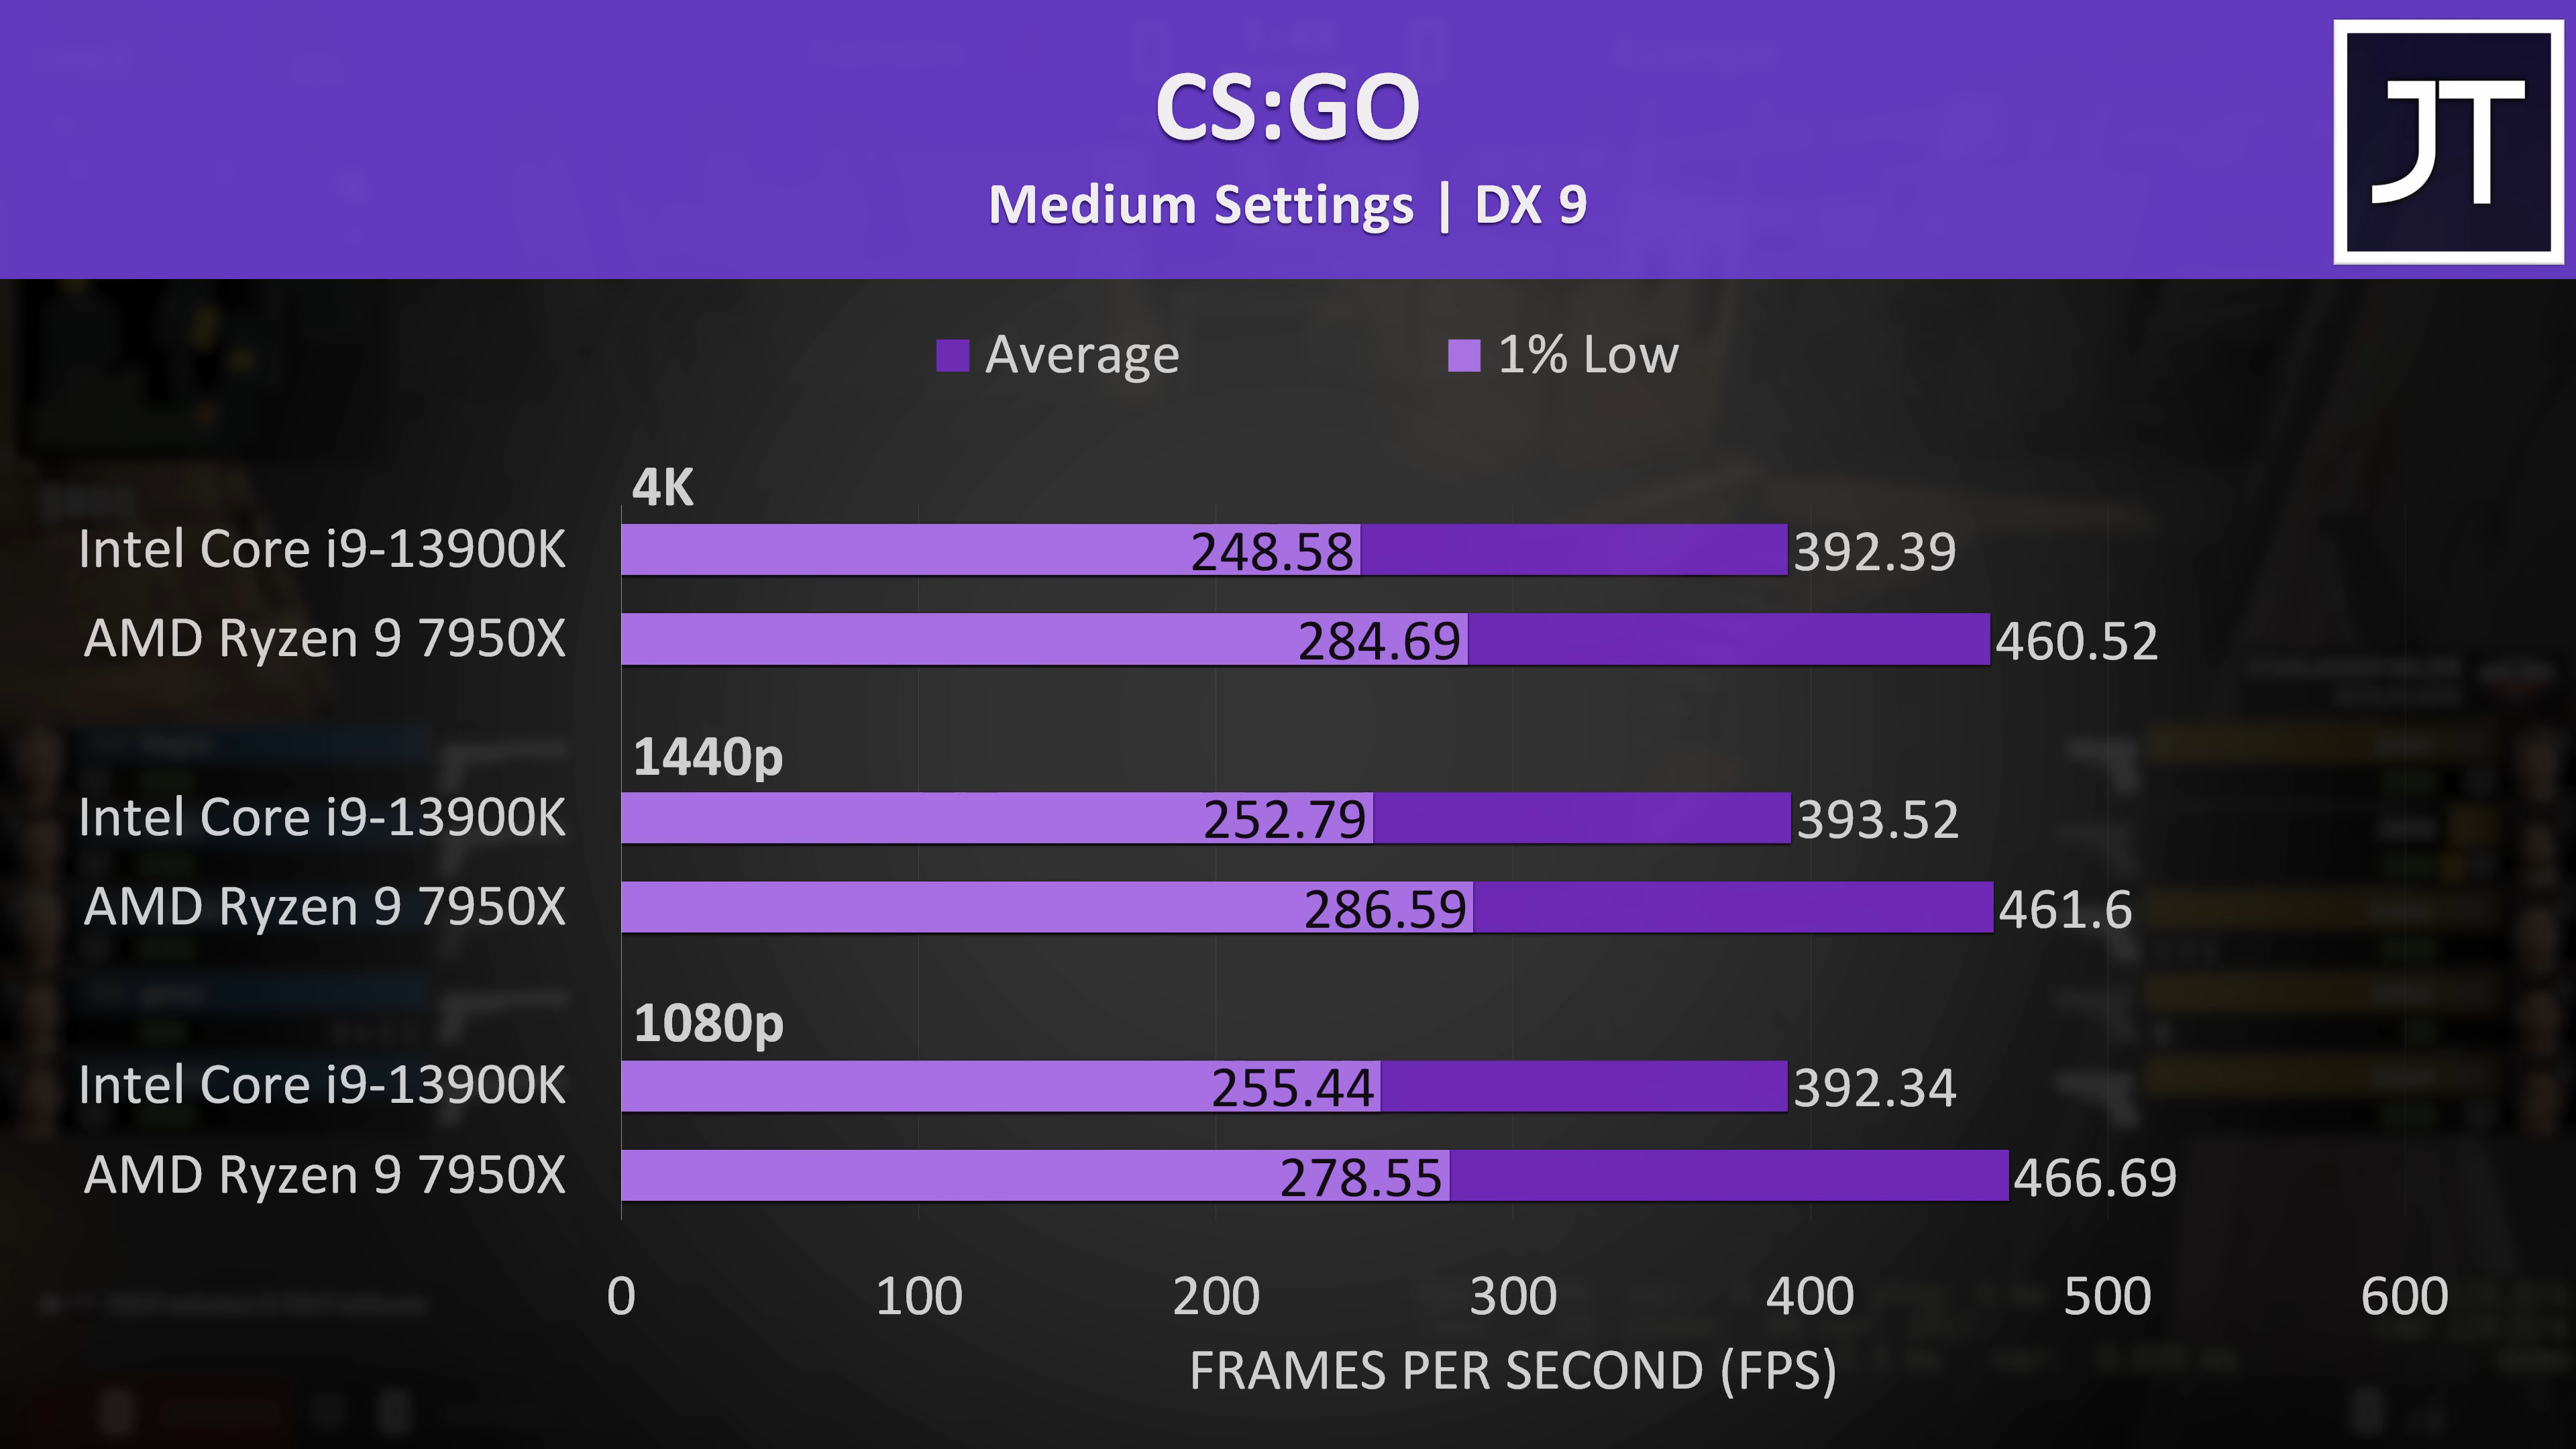 CS:GO
Medium Settings | DX 9
JT
Average 1% Low
4K
Intel Core i9-13900K 248.58 392.39
AMD Ryzen 9 7950X 284.69 460.52
1440p
Intel Core i9-13900K 252.79 393.52
AMD Ryzen 9 7950X 286.59 461.6
1080p
Intel Core i9-13900K 255.44 392.34
AMD Ryzen 9 7950X 278.55 466.69
0 100 200 300 400 500 600
FRAMES PER SECOND (FPS)